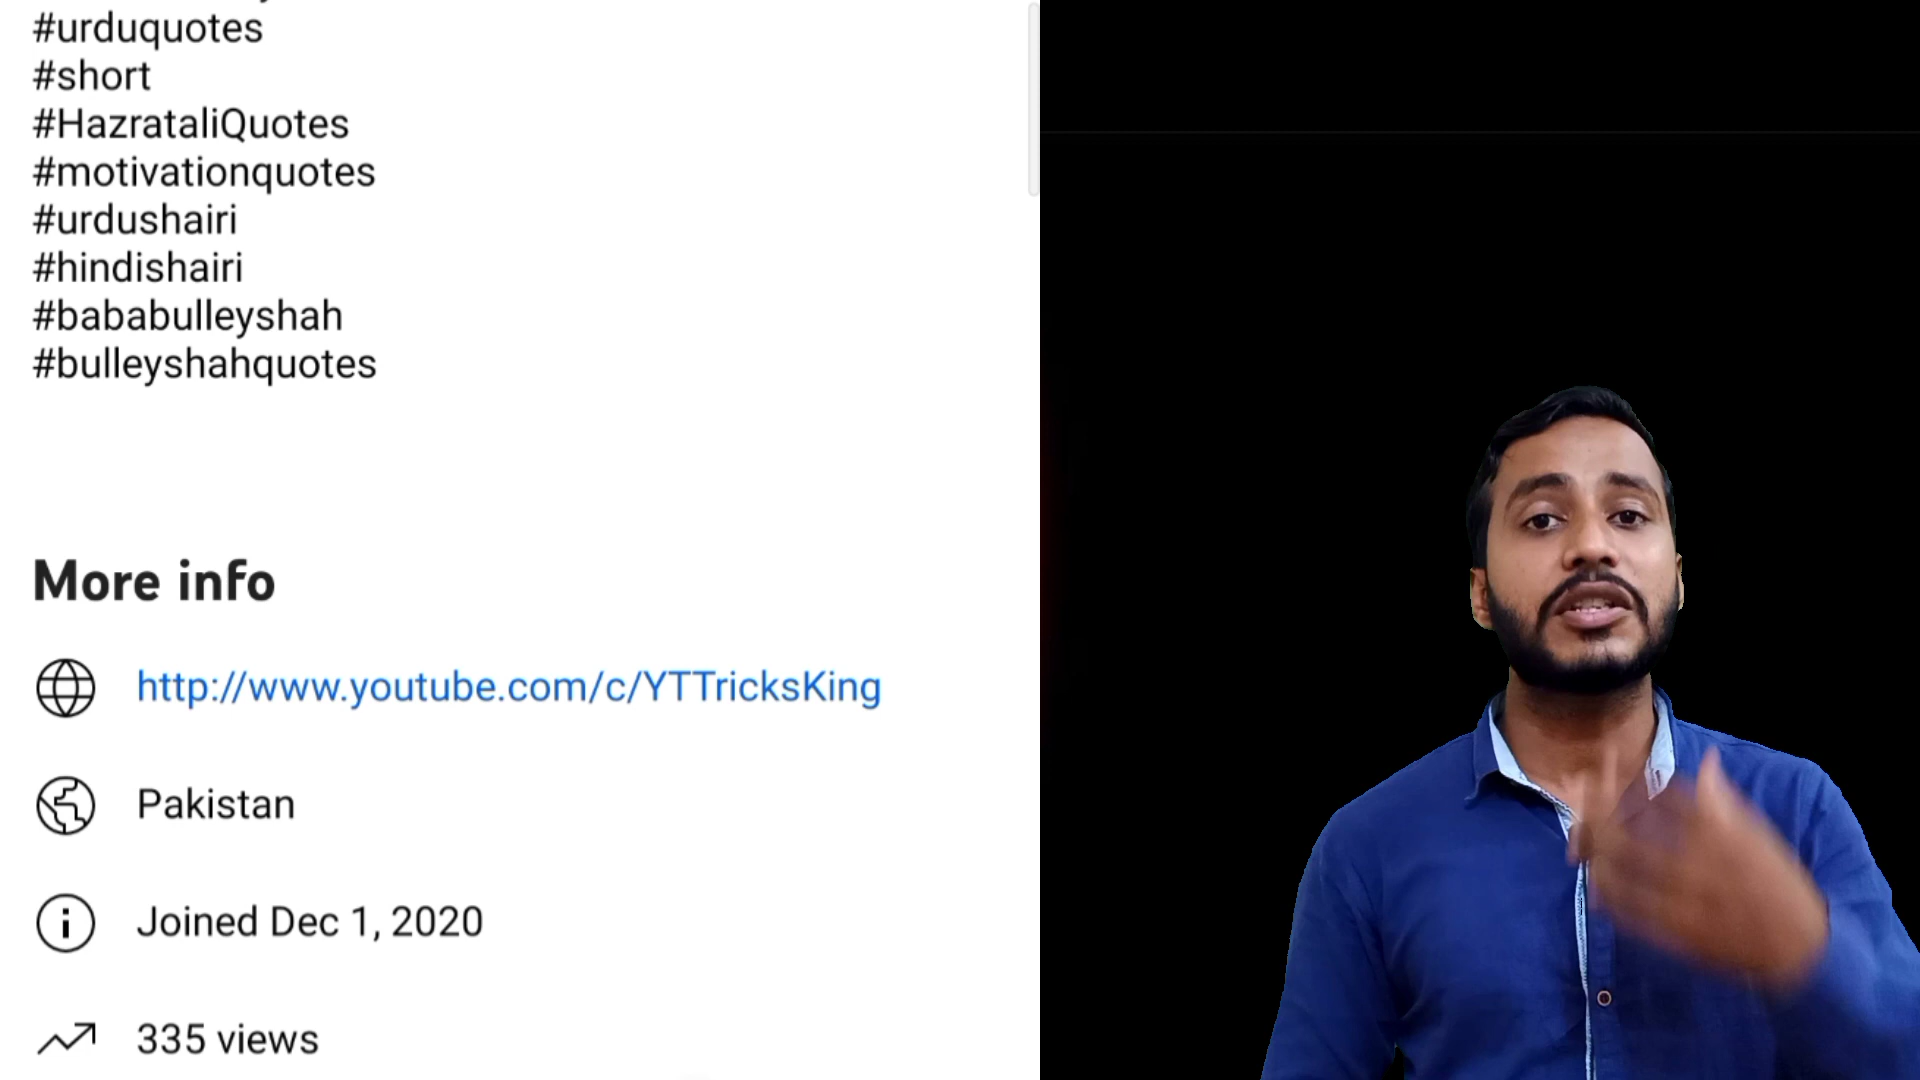 #urduquotes
#short
#HazrataliQuotes
#motivationquotes
#urdushairi
#hindishairi
#bababulleyshah
#bulleyshahquotes
More info
http://www.youtube.com/c/YTTricksKing
Pakistan
Joined Dec 1, 2020
335 views